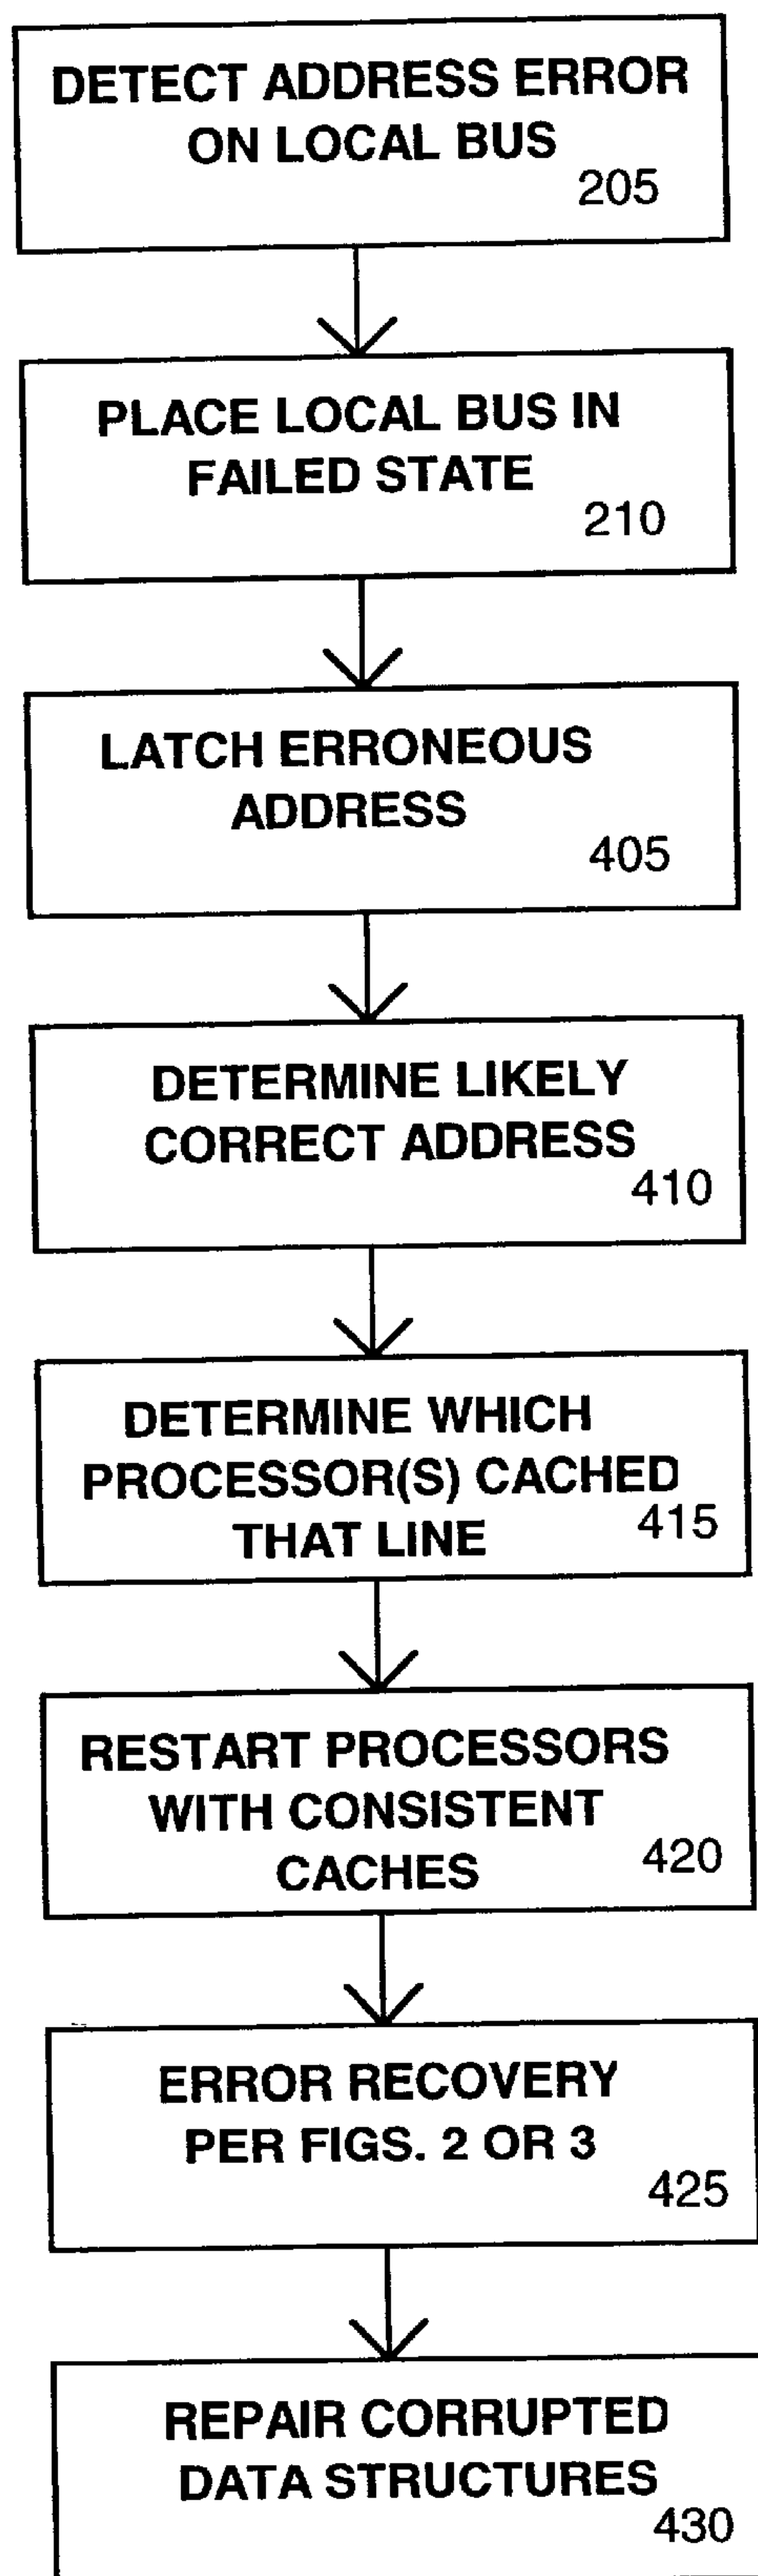 DETECT ADDRESS ERROR
ON LOCAL BUS
205
PLACE LOCAL BUS IN
FAILED STATE
210
LATCH ERRONEOUS
ADDRESS
405
DETERMINE LIKELY
CORRECT ADDRESS
410
DETERMINE WHICH
PROCESSOR(S) CACHED
THAT LINE
415
RESTART PROCESSORS
WITH CONSISTENT
CACHES
420
ERROR RECOVERY
PER FIGS. 2 OR 3
425
REPAIR CORRUPTED
DATA STRUCTURES
430